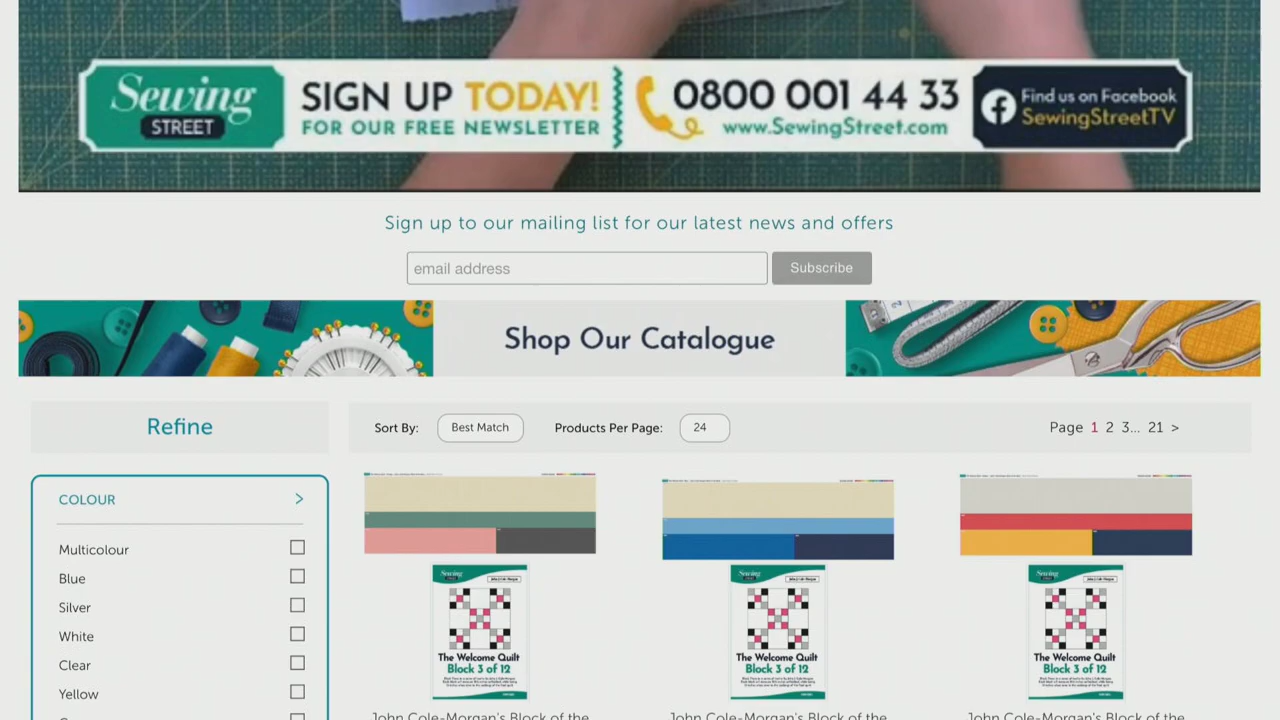 Sewing
STREET
SIGN UP TODAY!
FOR OUR FREE NEWSLETTER
0800 001 44 33
www.SewingStreet.com
Find us on Facebook
SewingStreetTV
Sign up to our mailing list for our latest news and offers
email address
Subscribe
Shop Our Catalogue
Refine
Sort By:
Best Match
Products Per Page:
24
Page 1 2 3... 21 >
COLOUR >
Multicolour
Blue
Silver
White
Clear
Yellow
Sewing
The Welcome Quilt
Block 3 of 12
Sewing
The Welcome Quilt
Block 3 of 12
Sewing
The Welcome Quilt
Block 3 of 12
John Cole-Morgan's Block of the
John Cole-Morgan's Block of the
John Cole-Morgan's Block of the